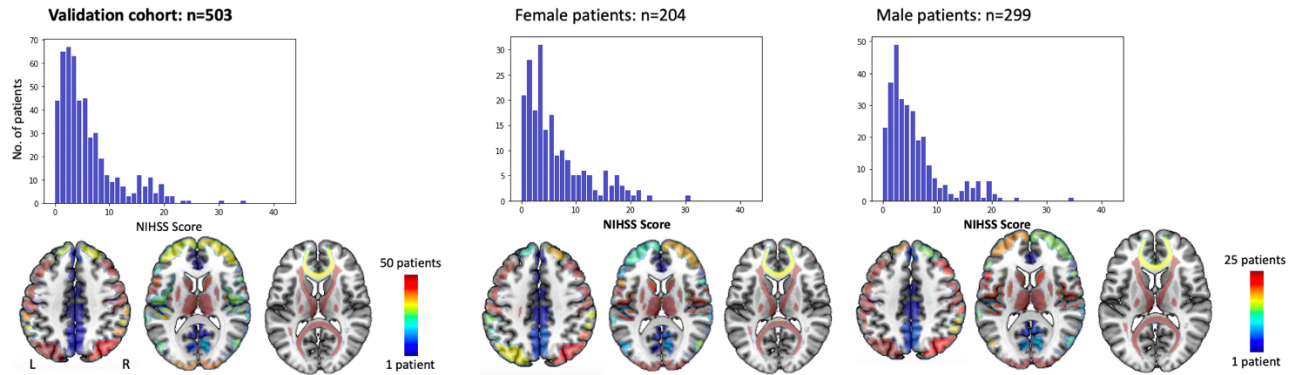 Validation cohort: n=503
Female patients: n=204
Male patients: n=299
70
60
50
40
30
20
10
0
No. of patients
0 10 20 30 40
NIHSS Score
30
25
20
15
10
5
0
0 10 20 30 40
NIHSS Score
50
40
30
20
10
0
0 10 20 30 40
NIHSS Score
50 patients
1 patient
L R
25 patients
1 patient